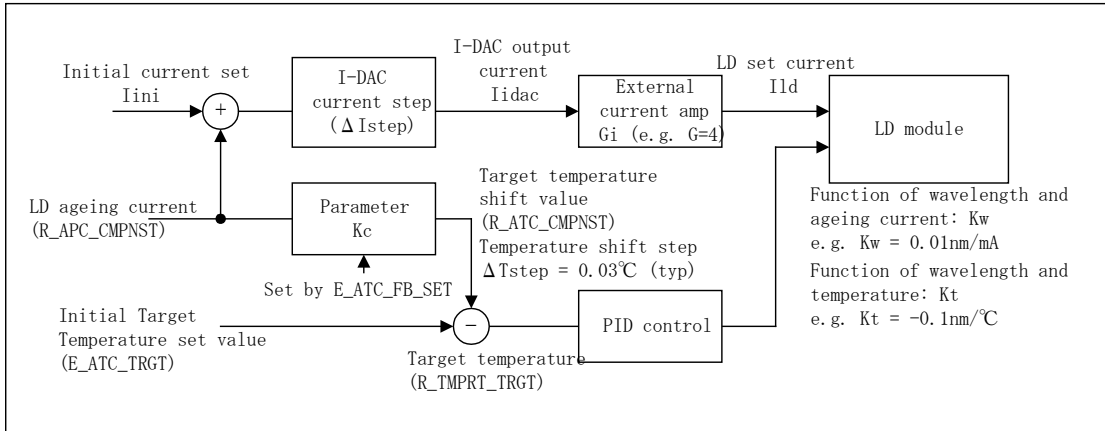 Initial current set
Iini
+
I-DAC
current step
(ΔIstep)
I-DAC output
current
Iidac
External
current amp
Gi (e.g. G=4)
LD set current
Ild
LD module
LD ageing current
(R_APC_CMPNST)
Parameter
Kc
Set by E_ATC_FB_SET
Target temperature
shift value
(R_ATC_CMPNST)
Temperature shift step
ΔTstep = 0.03℃ (typ)
Function of wavelength and
ageing current: Kw
e.g. Kw = 0.01nm/mA
Function of wavelength and
temperature: Kt
e.g. Kt = -0.1nm/℃
Initial Target
Temperature set value
(E_ATC_TRGT)
−
Target temperature
(R_TMPRT_TRGT)
PID control